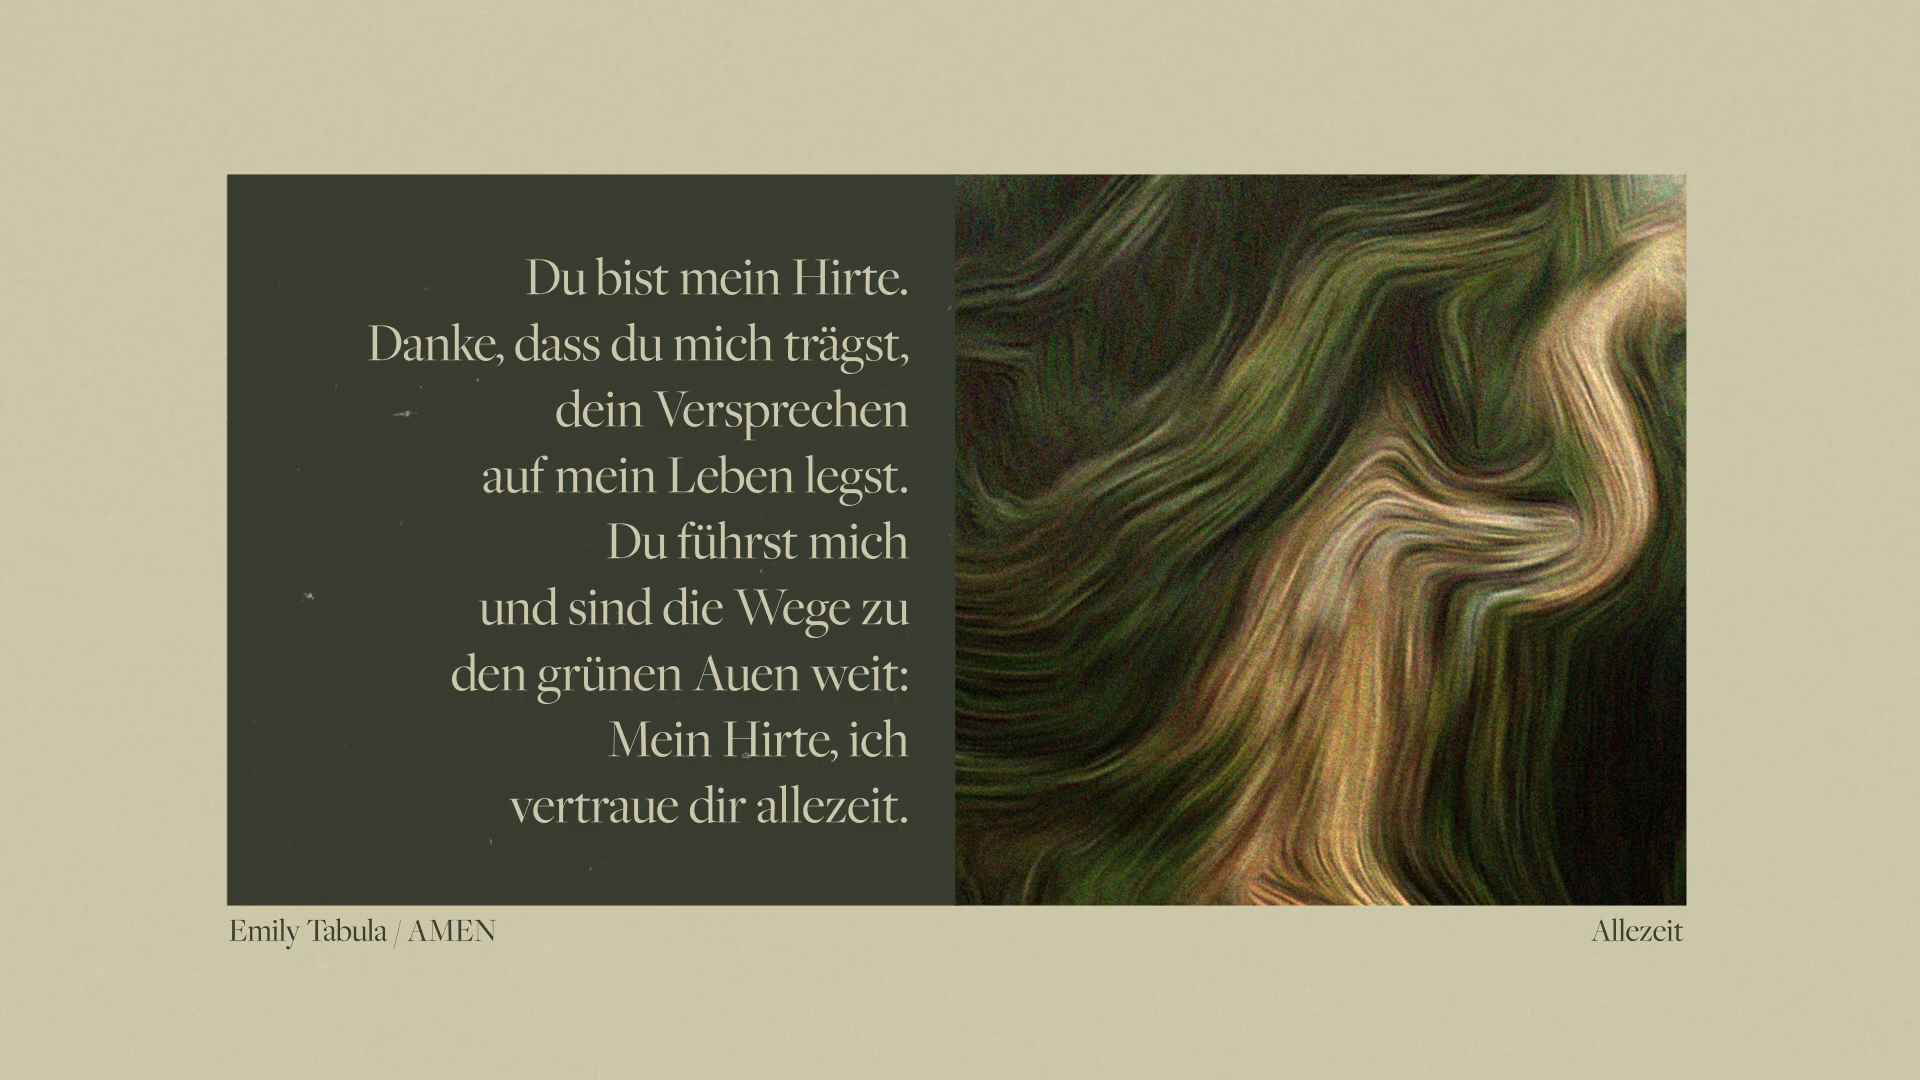 Du bist mein Hirte.
Danke, dass du mich trägst,
dein Versprechen
auf mein Leben legst.
Du führst mich
und sind die Wege zu
den grünen Auen weit:
Mein Hirte, ich
vertraue dir allezeit.
Emily Tabula / AMEN
Allezeit